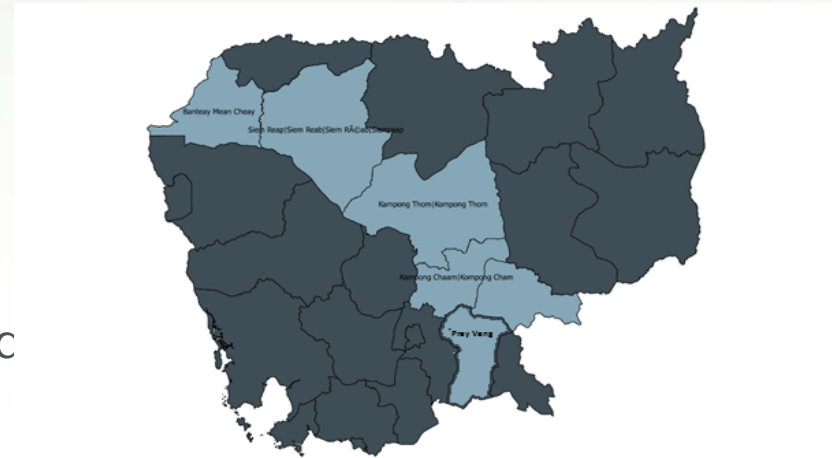 Banteay Mean Cheay
Siem Reap|Siem Reab|Siem RÃ©ab|Siemreap
Kampong Thom|Kompong Thom
Kampong Chaam|Kompong Cham
Prey Veng